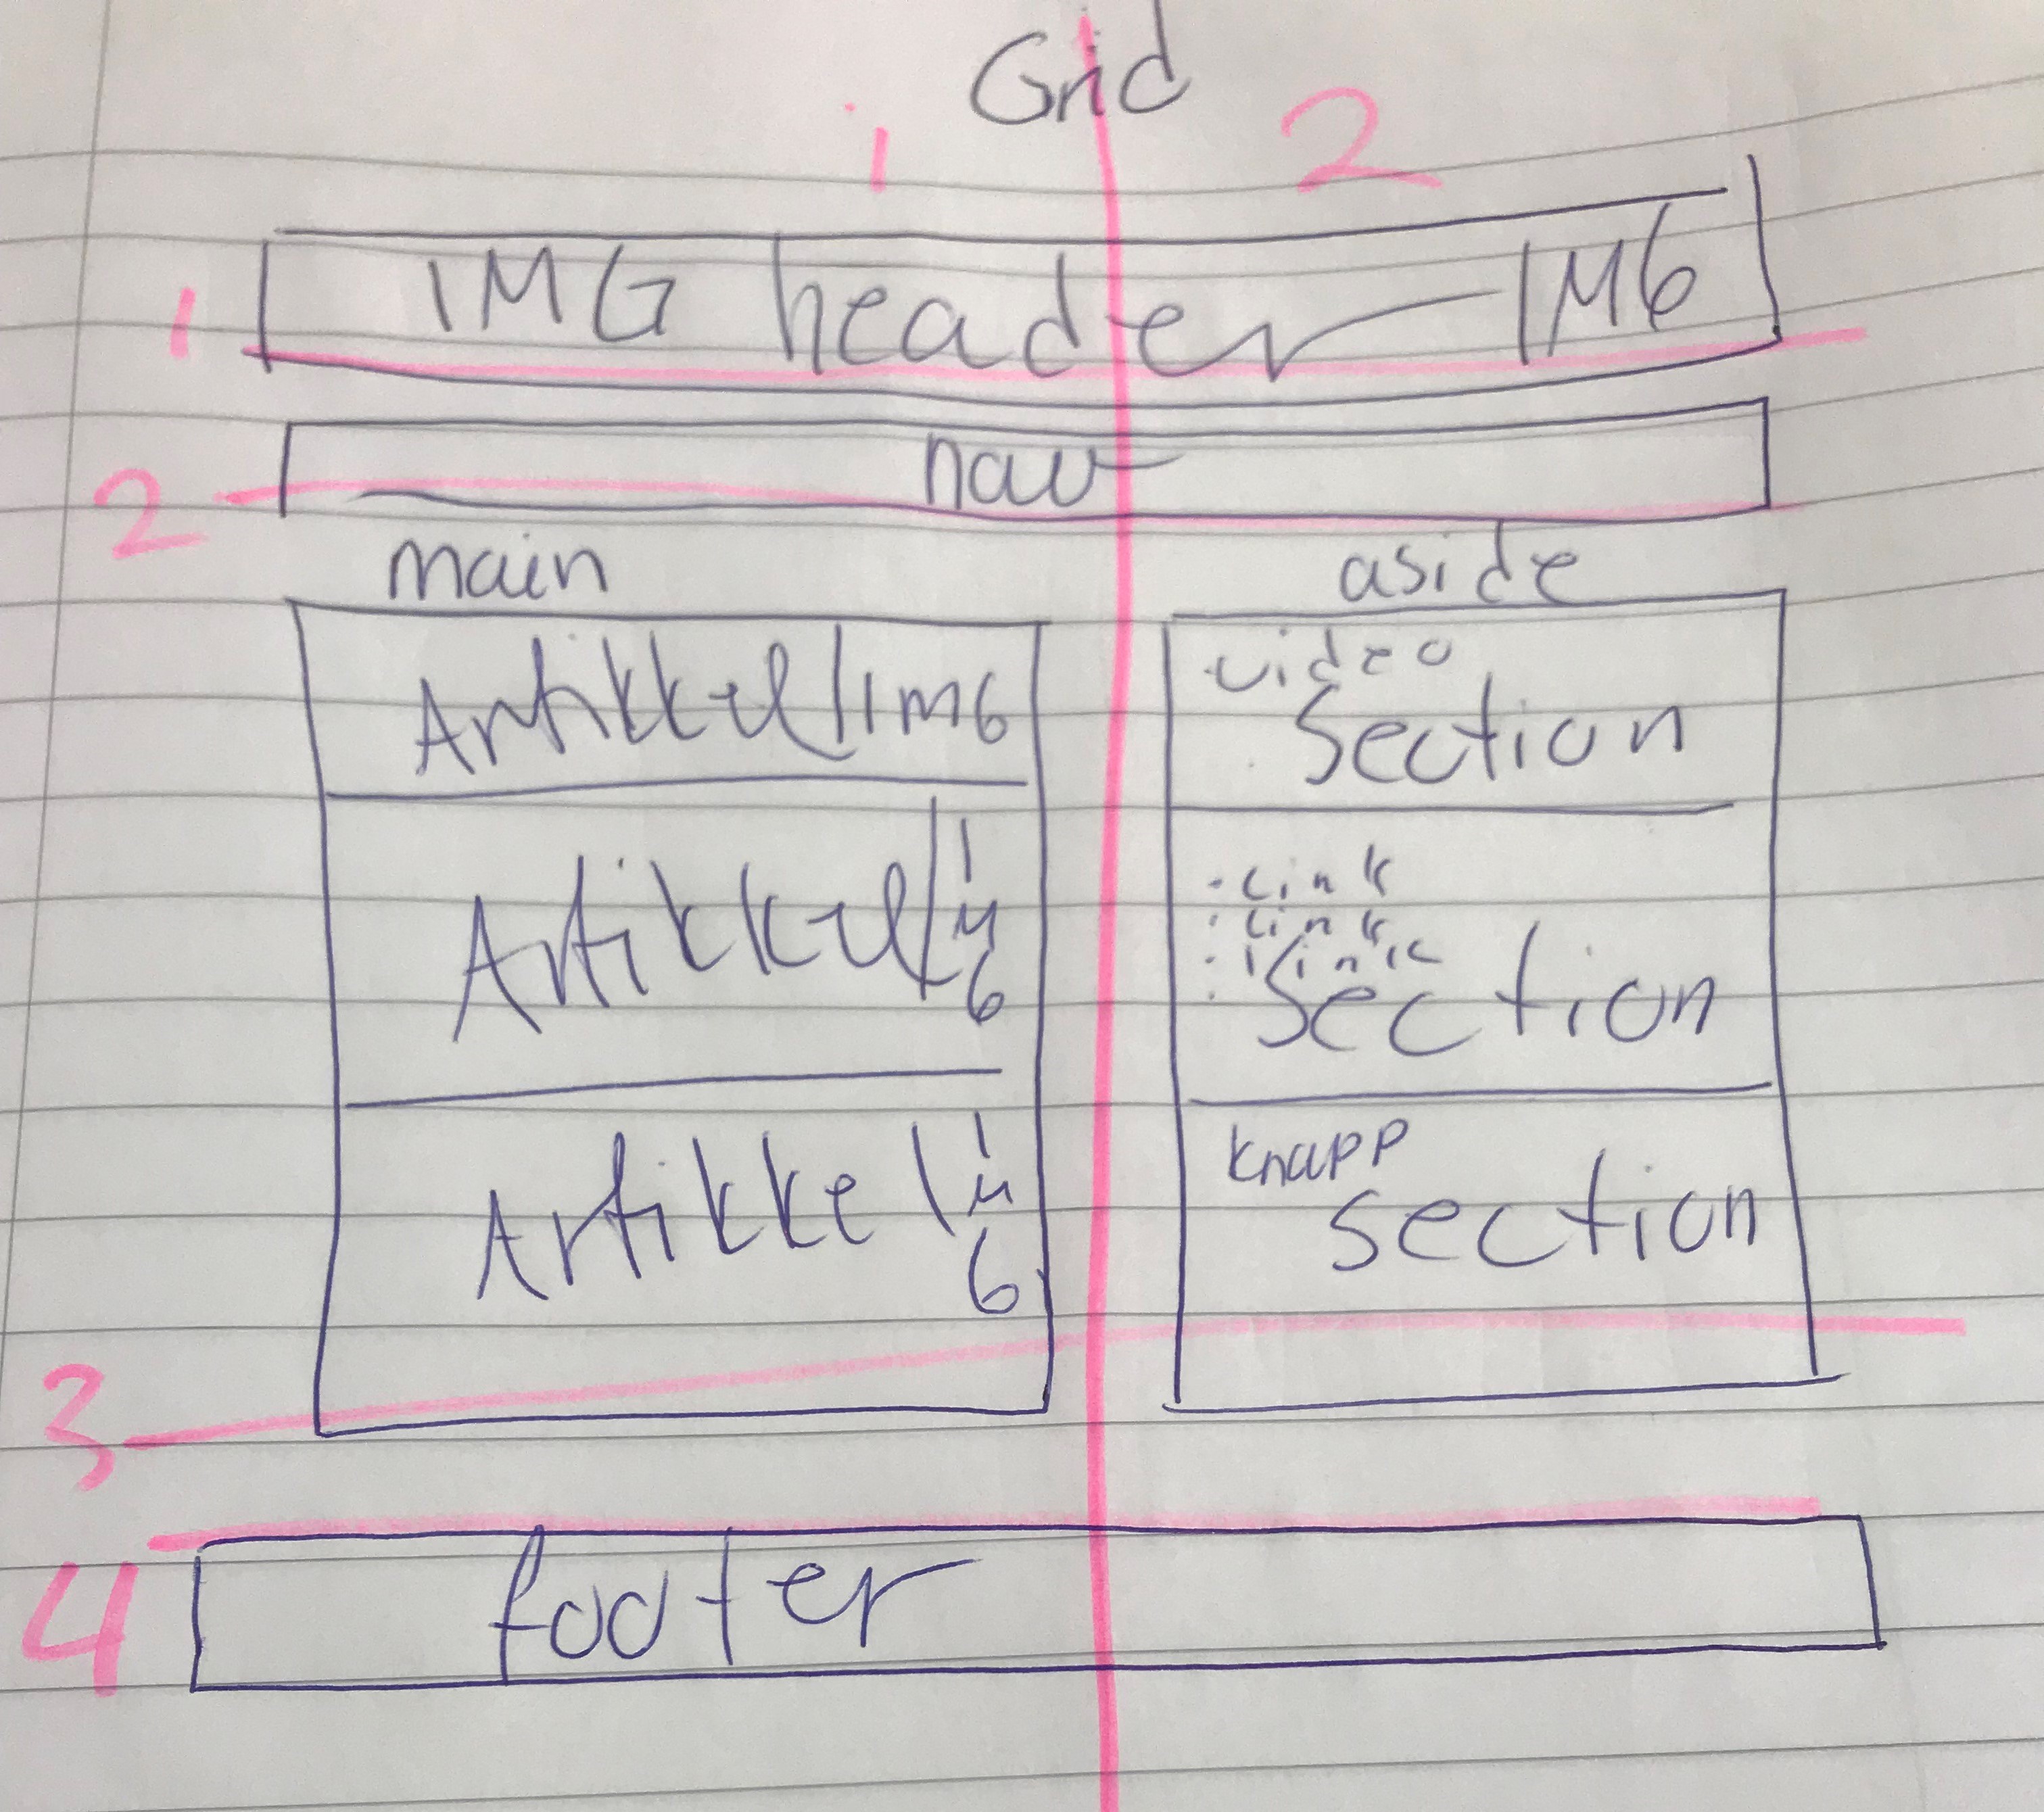 Grid
1 2
1 IMG header IMG
nav
2
main aside
Artikkel IMG
video
section
Artikkel IMG
. Link
. Link
. Link
section
Artikkel IMG
knapp
section
3
4 footer